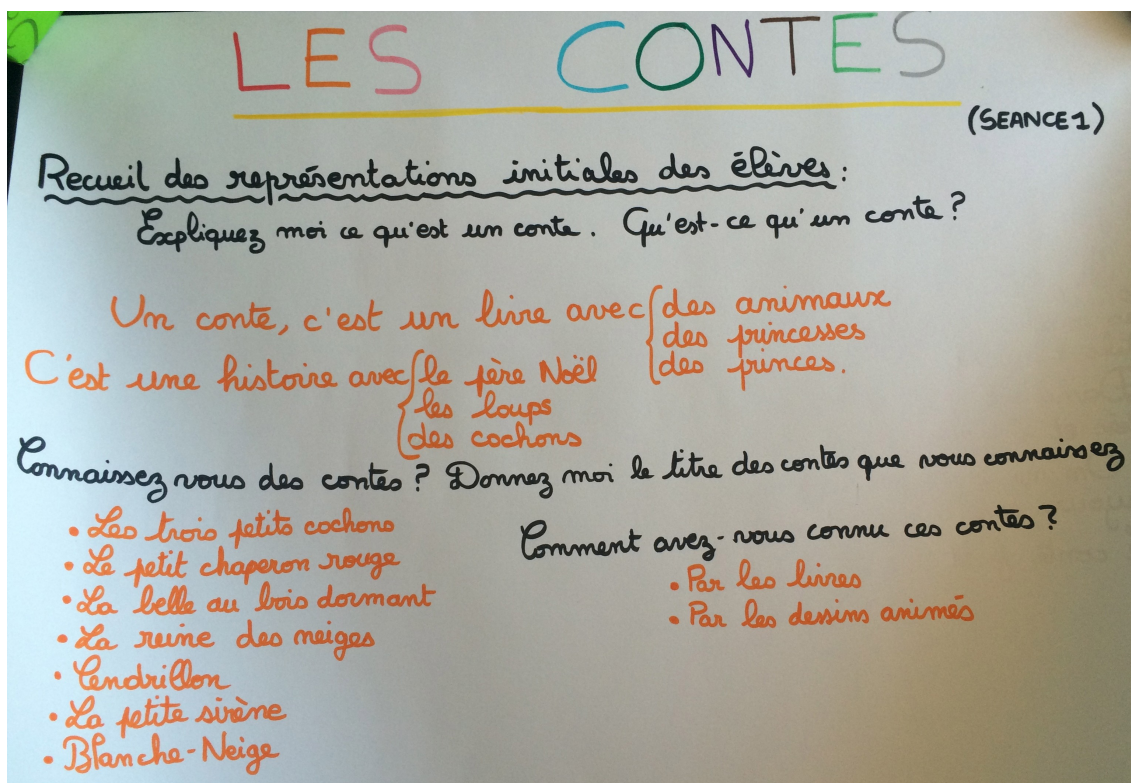 LES CONTES
(SEANCE 1)
Recueil des représentations initiales des élèves :
Expliquez moi ce qu'est un conte. Qu'est-ce qu'un conte ?
Un conte, c'est un livre avec des animaux
des princesses
des princes.
C'est une histoire avec le père Noël
les loups
des cochons
Connaissez vous des contes ? Donnez moi le titre des contes que vous connaissez
• Les trois petits cochons
• Le petit chaperon rouge
• La belle au bois dormant
• La reine des neiges
• Cendrillon
• La petite sirène
• Blanche-Neige
Comment avez-vous connu ces contes ?
• Par les livres
• Par les dessins animés